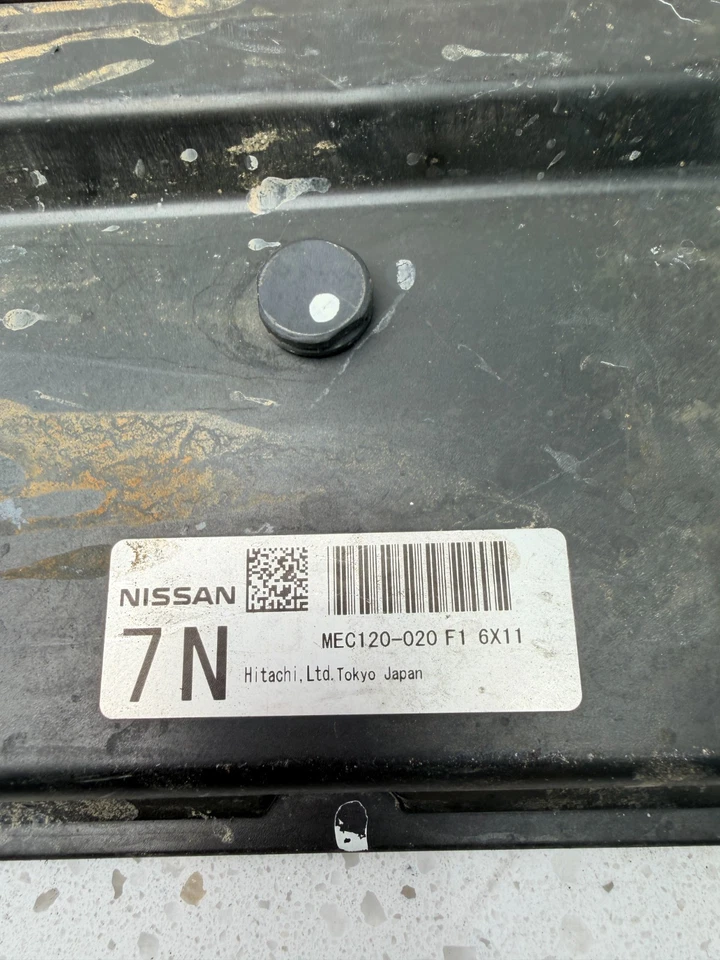 NISSAN
MEC120-020 F1 6X11
7N
Hitachi,Ltd.Tokyo Japan